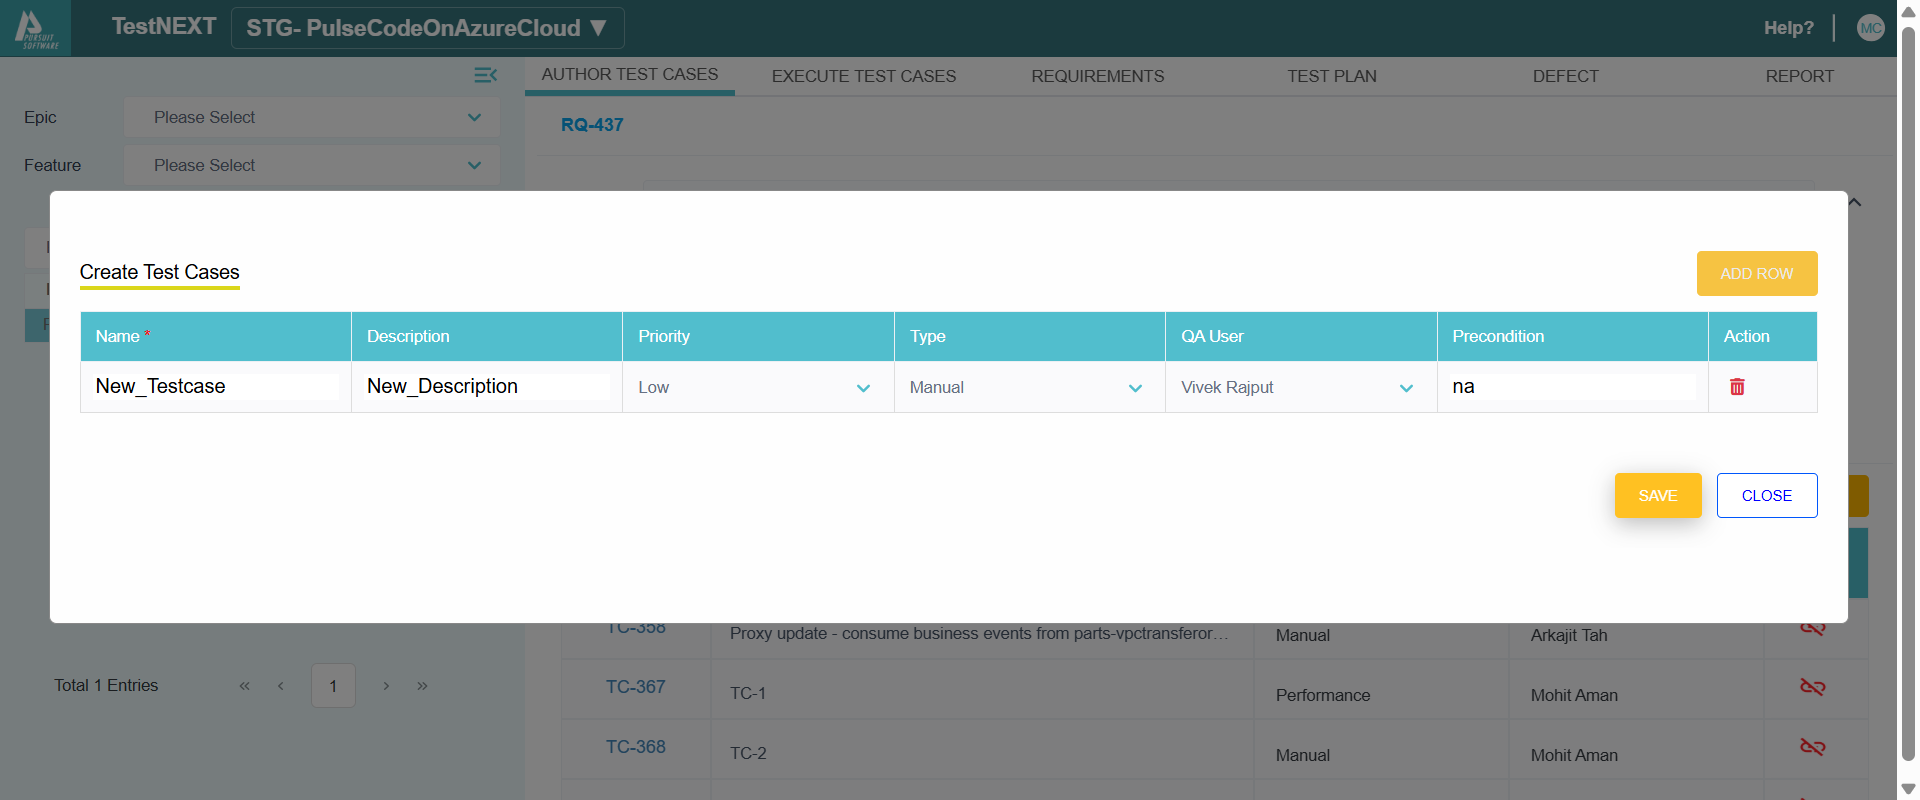 PURSUIT
SOFTWARE
TestNEXT
STG- PulseCodeOnAzureCloud ▼
Help?
MC
AUTHOR TEST CASES
EXECUTE TEST CASES
REQUIREMENTS
TEST PLAN
DEFECT
REPORT
Epic
Please Select
RQ-437
Feature
Please Select
Create Test Cases
ADD ROW
Name *
Description
Priority
Type
QA User
Precondition
Action
New_Testcase
New_Description
Low
Manual
Vivek Rajput
na
SAVE
CLOSE
TC-358
Proxy update - consume business events from parts-vpctransferor...
Manual
Arkajit Tah
Total 1 Entries
« ‹ 1 › »
TC-367
TC-1
Performance
Mohit Aman
TC-368
TC-2
Manual
Mohit Aman